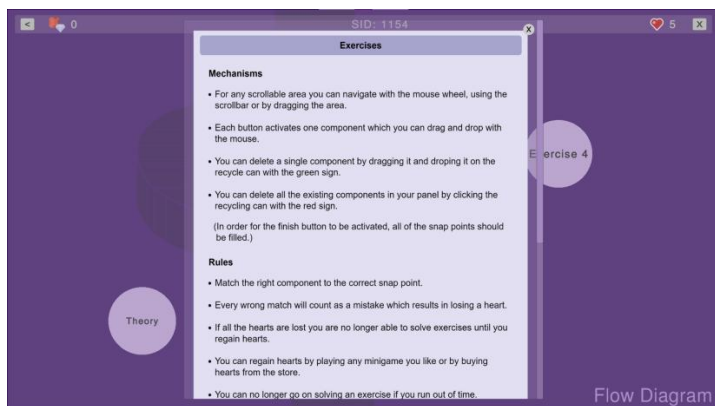 < 0 SID: 1154 5 X
X
Exercises
Mechanisms
• For any scrollable area you can navigate with the mouse wheel, using the
scrollbar or by dragging the area.
• Each button activates one component which you can drag and drop with
the mouse.
• You can delete a single component by dragging it and droping it on the
recycle can with the green sign.
• You can delete all the existing components in your panel by clicking the
recycling can with the red sign.
(In order for the finish button to be activated, all of the snap points should
be filled.)
Rules
• Match the right component to the correct snap point.
• Every wrong match will count as a mistake which results in losing a heart.
• If all the hearts are lost you are no longer able to solve exercises until you
regain hearts.
• You can regain hearts by playing any minigame you like or by buying
hearts from the store.
• You can no longer go on solving an exercise if you run out of time.
Exercise 4
Theory
Flow Diagram